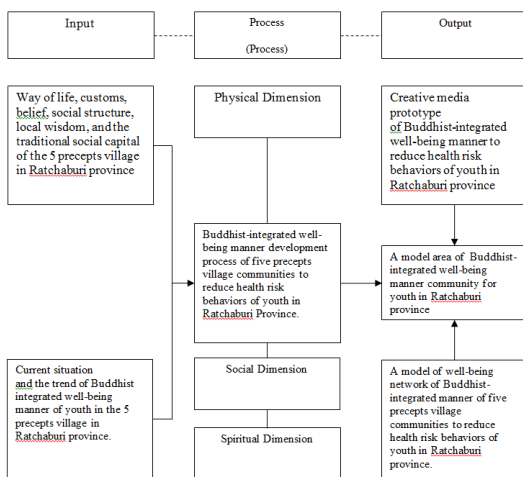 Input
Process
(Process)
Output
Way of life, customs,
belief, social structure,
local wisdom, and the
traditional social capital
of the 5 precepts village
in Ratchaburi province
Physical Dimension
Creative media
prototype
of Buddhist-integrated
well-being manner to
reduce health risk
behaviors of youth in
Ratchaburi province
Buddhist-integrated well-
being manner development
process of five precepts
village communities to
reduce health risk
behaviors of youth in
Ratchaburi Province.
A model area of Buddhist-
integrated well-being
manner community for
youth in Ratchaburi
province
Current situation
and the trend of Buddhist
integrated well-being
manner of youth in the 5
precepts village in
Ratchaburi province.
Social Dimension
Spiritual Dimension
A model of well-being
network of Buddhist-
integrated manner of five
precepts village
communities to reduce
health risk behaviors of
youth in Ratchaburi
province.